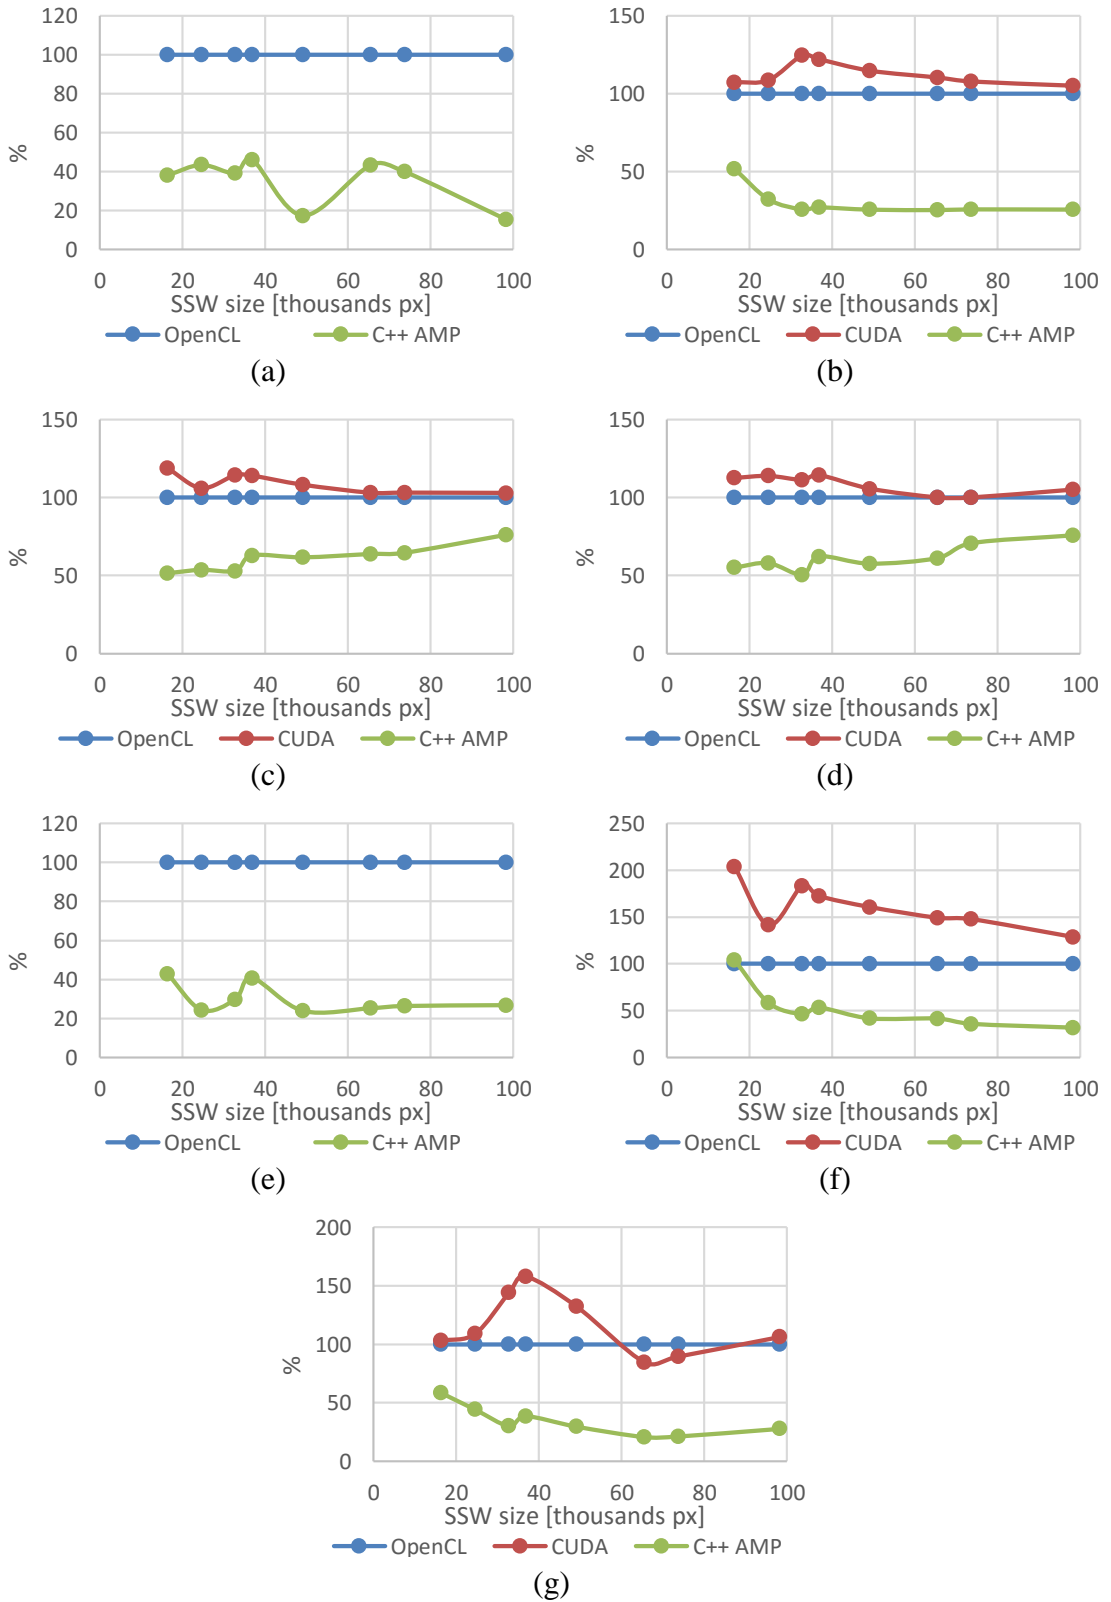 120
100
80
60
40
20
0
%
0 20 40 60 80 100
SSW size [thousands px]
OpenCL C++ AMP
(a)
150
100
50
0
%
0 20 40 60 80 100
SSW size [thousands px]
OpenCL CUDA C++ AMP
(b)
150
100
50
0
%
0 20 40 60 80 100
SSW size [thousands px]
OpenCL CUDA C++ AMP
(c)
150
100
50
0
%
0 20 40 60 80 100
SSW size [thousands px]
OpenCL CUDA C++ AMP
(d)
120
100
80
60
40
20
0
%
0 20 40 60 80 100
SSW size [thousands px]
OpenCL C++ AMP
(e)
250
200
150
100
50
0
%
0 20 40 60 80 100
SSW size [thousands px]
OpenCL CUDA C++ AMP
(f)
200
150
100
50
0
%
0 20 40 60 80 100
SSW size [thousands px]
OpenCL CUDA C++ AMP
(g)